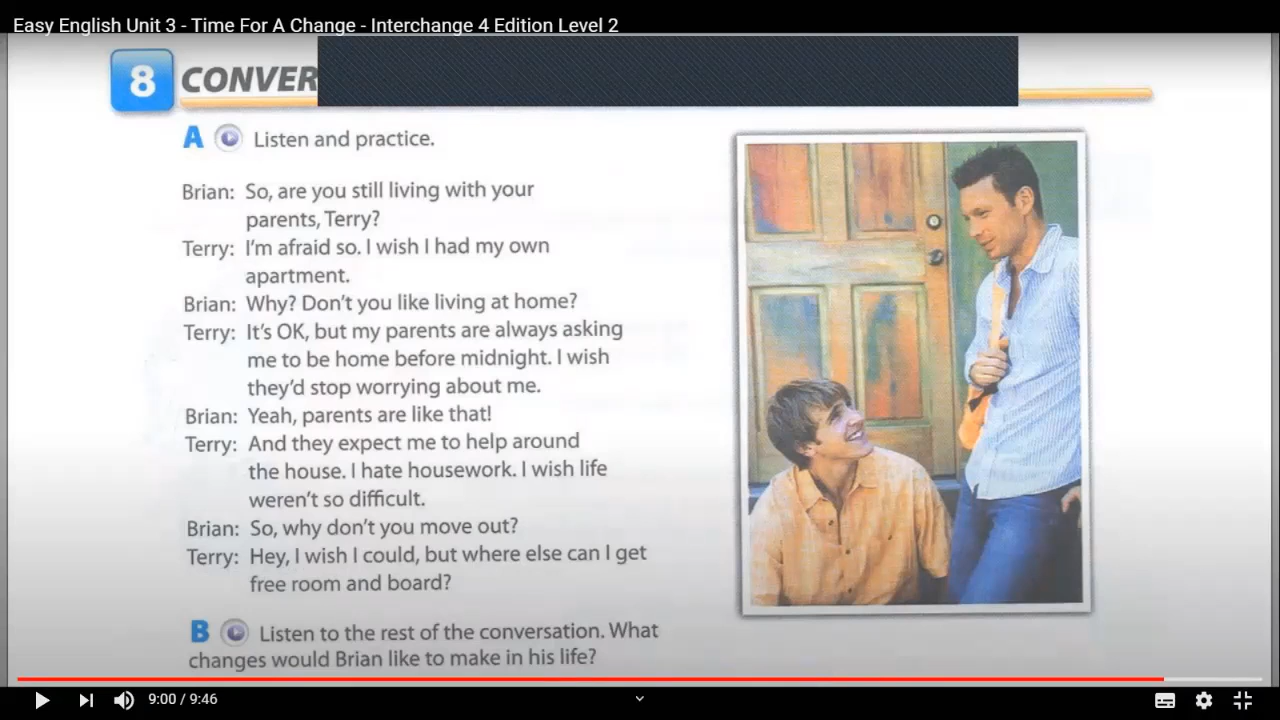 Easy English Unit 3 - Time For A Change - Interchange 4 Edition Level 2
8 CONVER
A Listen and practice.
Brian: So, are you still living with your
parents, Terry?
Terry: I'm afraid so. I wish I had my own
apartment.
Brian: Why? Don't you like living at home?
Terry: It's OK, but my parents are always asking
me to be home before midnight. I wish
they'd stop worrying about me.
Brian: Yeah, parents are like that!
Terry: And they expect me to help around
the house. I hate housework. I wish life
weren't so difficult.
Brian: So, why don't you move out?
Terry: Hey, I wish I could, but where else can I get
free room and board?
B Listen to the rest of the conversation. What
changes would Brian like to make in his life?
9:00 / 9:46